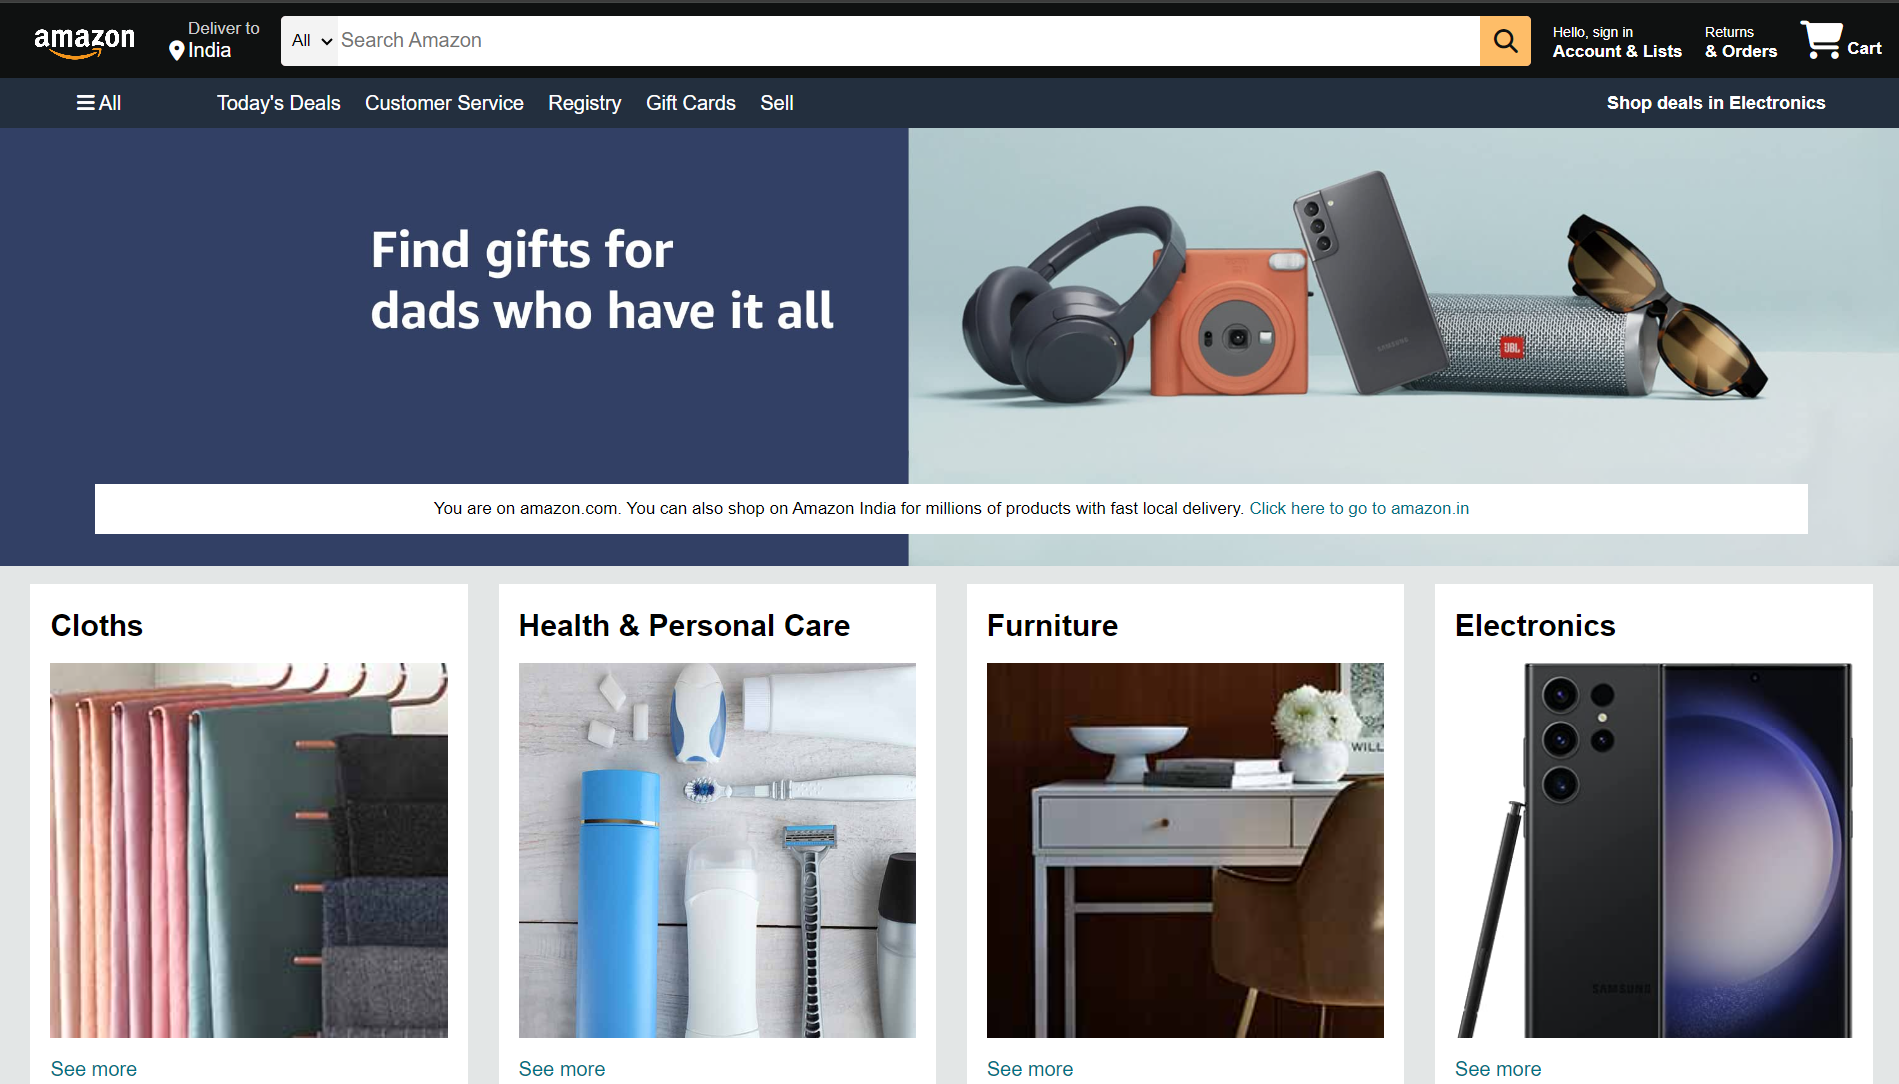 amazon
Deliver to
India
All
Search Amazon
Hello, sign in
Account & Lists
Returns
& Orders
Cart
All
Today's Deals
Customer Service
Registry
Gift Cards
Sell
Shop deals in Electronics
Find gifts for
dads who have it all
SAMSUNG
JBL
You are on amazon.com. You can also shop on Amazon India for millions of products with fast local delivery. Click here to go to amazon.in
Cloths
Health & Personal Care
Furniture
Electronics
WILL
SAMSUNG
See more
See more
See more
See more